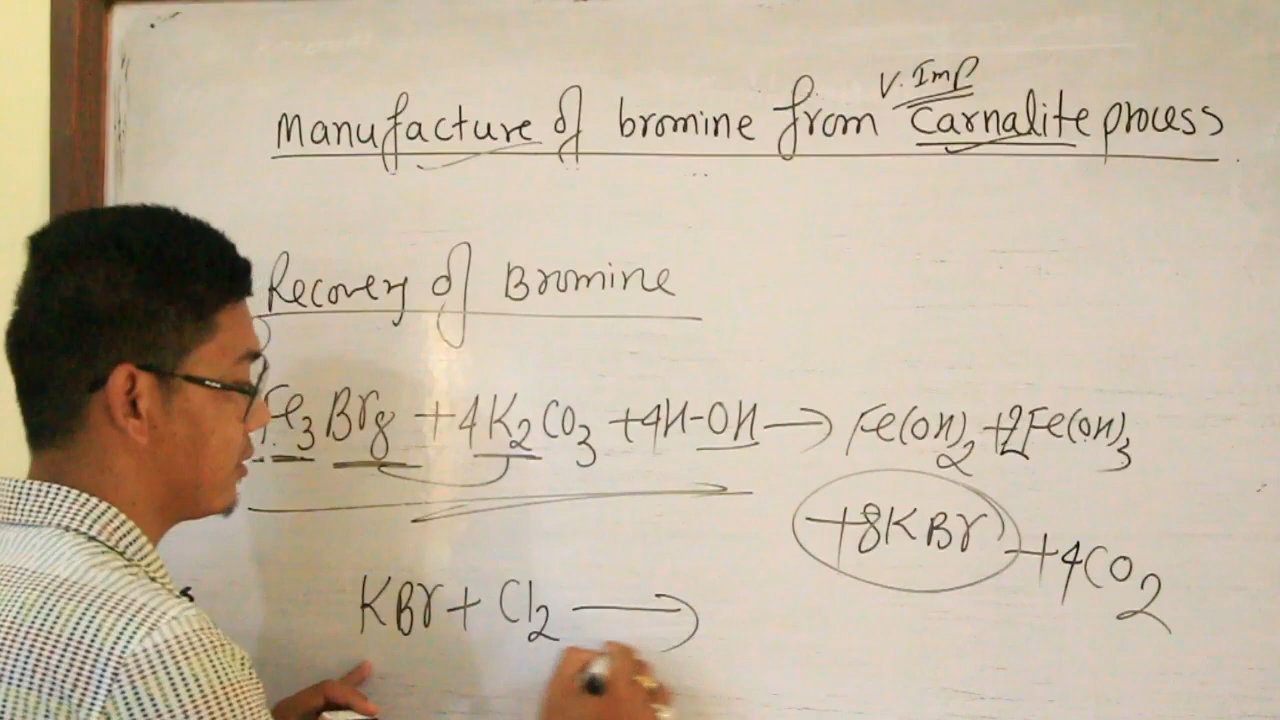 V. Imp
Manufacture of bromine from Carnalite process
Recovery of Bromine
Fe₃Br₈ + 4K₂CO₃ + 4H-OH → Fe(OH)₂ + 2Fe(OH)₃
+ 8KBr + 4CO₂
KBr + Cl₂ →